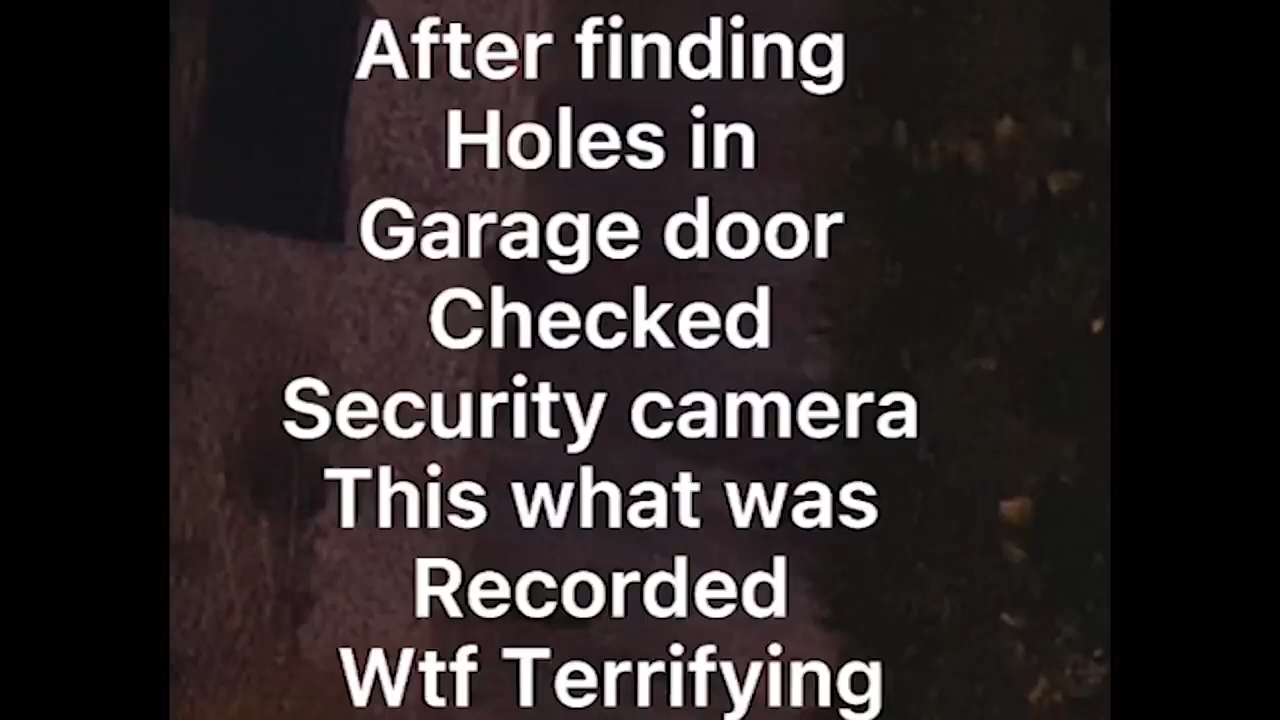 After finding
Holes in
Garage door
Checked
Security camera
This what was
Recorded
Wtf Terrifying